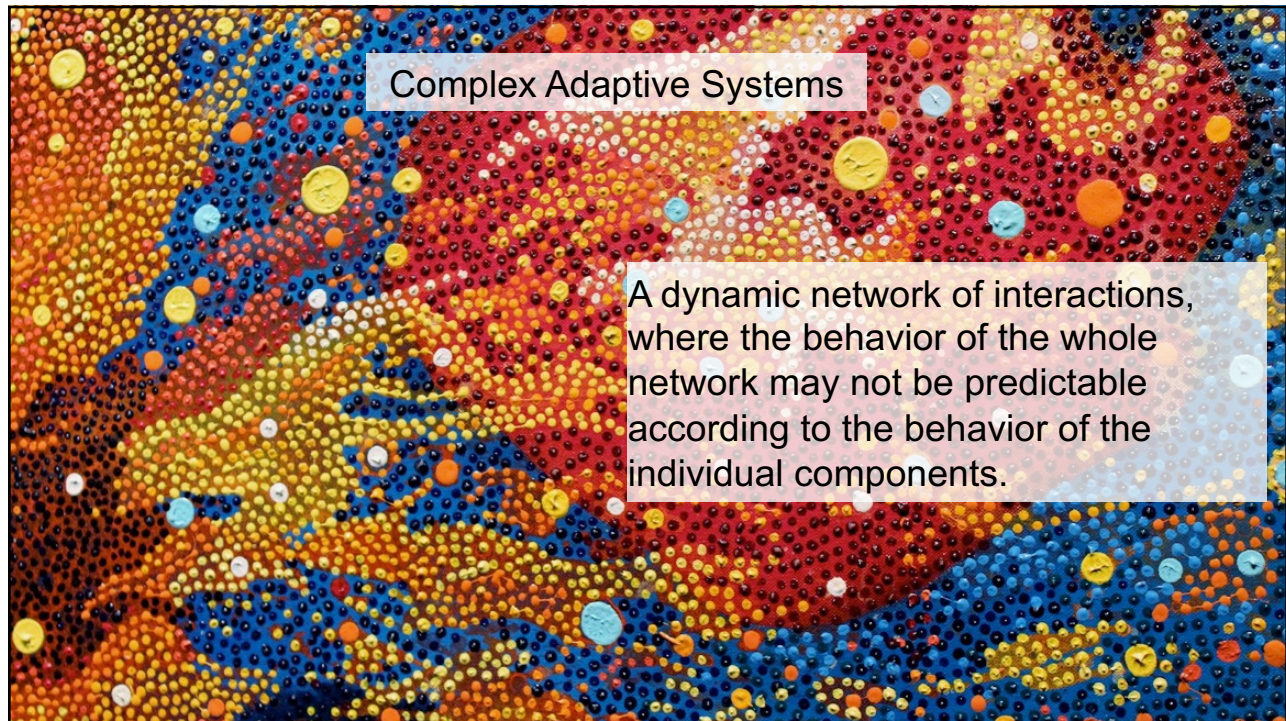 Complex Adaptive Systems
A dynamic network of interactions,
where the behavior of the whole
network may not be predictable
according to the behavior of the
individual components.